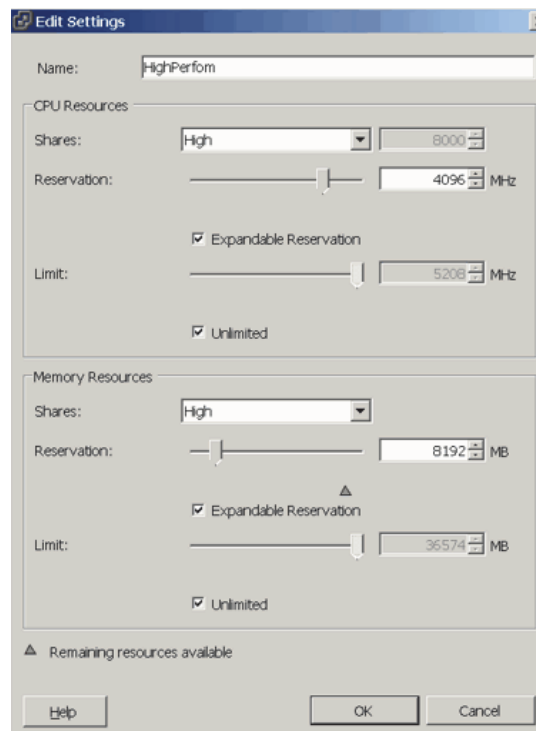 Edit Settings
Name: HighPerfom
CPU Resources
Shares: High 8000
Reservation: 4096 MHz
Expandable Reservation
Limit: 5208 MHz
Unlimited
Memory Resources
Shares: High
Reservation: 8192 MB
Expandable Reservation
Limit: 36574 MB
Unlimited
Remaining resources available
Help OK Cancel